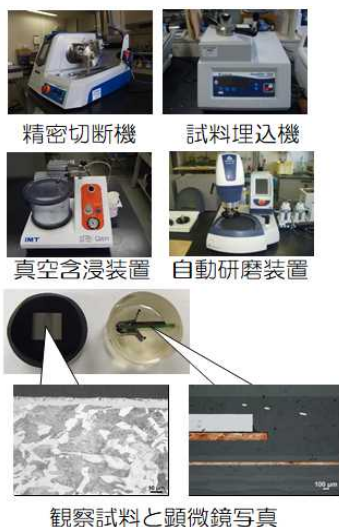 精密切断機
試料埋込機
IMT
真空含浸装置
自動研磨装置
100 μm
観察試料と顕微鏡写真